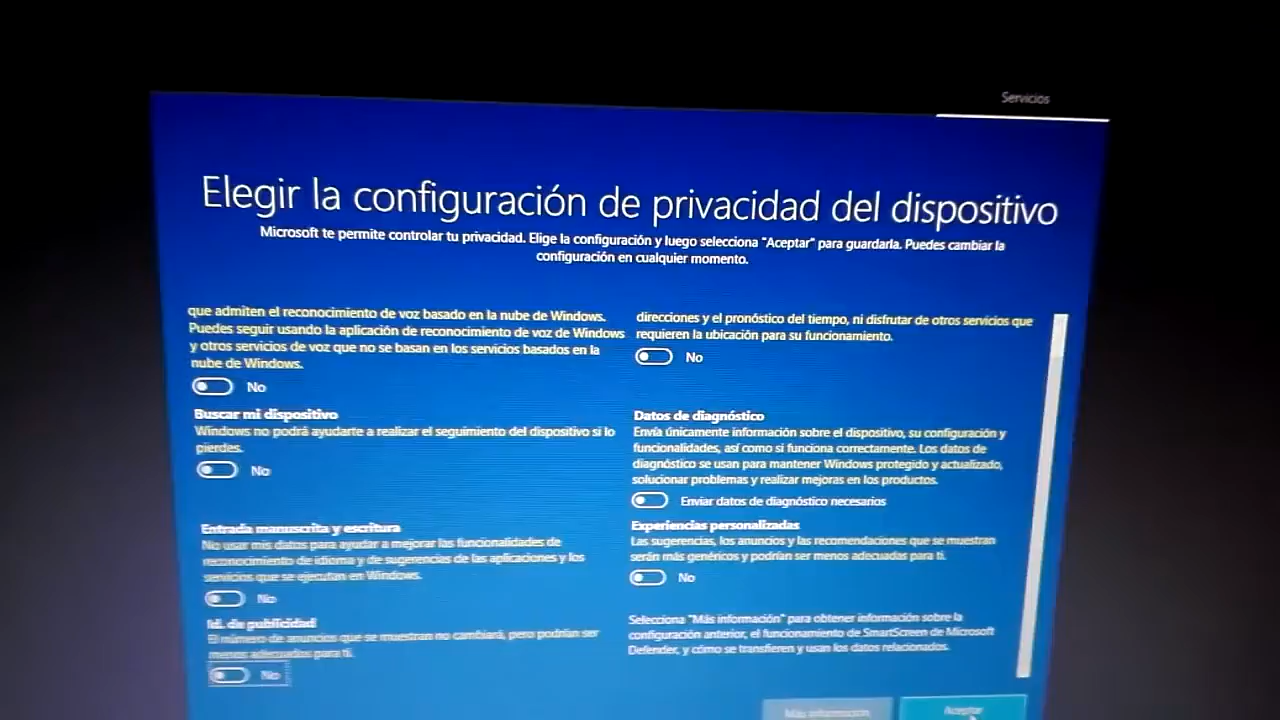 Servicios
Elegir la configuración de privacidad del dispositivo
Microsoft te permite controlar tu privacidad. Elige la configuración y luego selecciona "Aceptar" para guardarla. Puedes cambiar la
configuración en cualquier momento.
que admiten el reconocimiento de voz basado en la nube de Windows.
Puedes seguir usando la aplicación de reconocimiento de voz de Windows
y otros servicios de voz que no se basan en los servicios basados en la
nube de Windows.
No
Buscar mi dispositivo
Windows no podrá ayudarte a realizar el seguimiento del dispositivo si lo
pierdes.
No
Entrada manuscrita y escritura
No usar mis datos para ayudar a mejorar las funcionalidades de
reconocimiento de idioma y de sugerencias de las aplicaciones y los
servicios que se ejecutan en Windows.
No
Id. de publicidad
El número de anuncios que se muestran no cambiará, pero podrían ser
menos adecuados para ti.
No
direcciones y el pronóstico del tiempo, ni disfrutar de otros servicios que
requieren la ubicación para su funcionamiento.
No
Datos de diagnóstico
Envía únicamente información sobre el dispositivo, su configuración y
funcionalidades, así como si funciona correctamente. Los datos de
diagnóstico se usan para mantener Windows protegido y actualizado,
solucionar problemas y realizar mejoras en los productos.
Enviar datos de diagnóstico necesarios
Experiencias personalizadas
Las sugerencias, los anuncios y las recomendaciones que se muestran
serán más genéricos y podrían ser menos adecuadas para ti.
No
Selecciona "Más información" para obtener información sobre la
configuración anterior, el funcionamiento de SmartScreen de Microsoft
Defender, y cómo se transfieren y usan los datos relacionados.
Más información
Aceptar